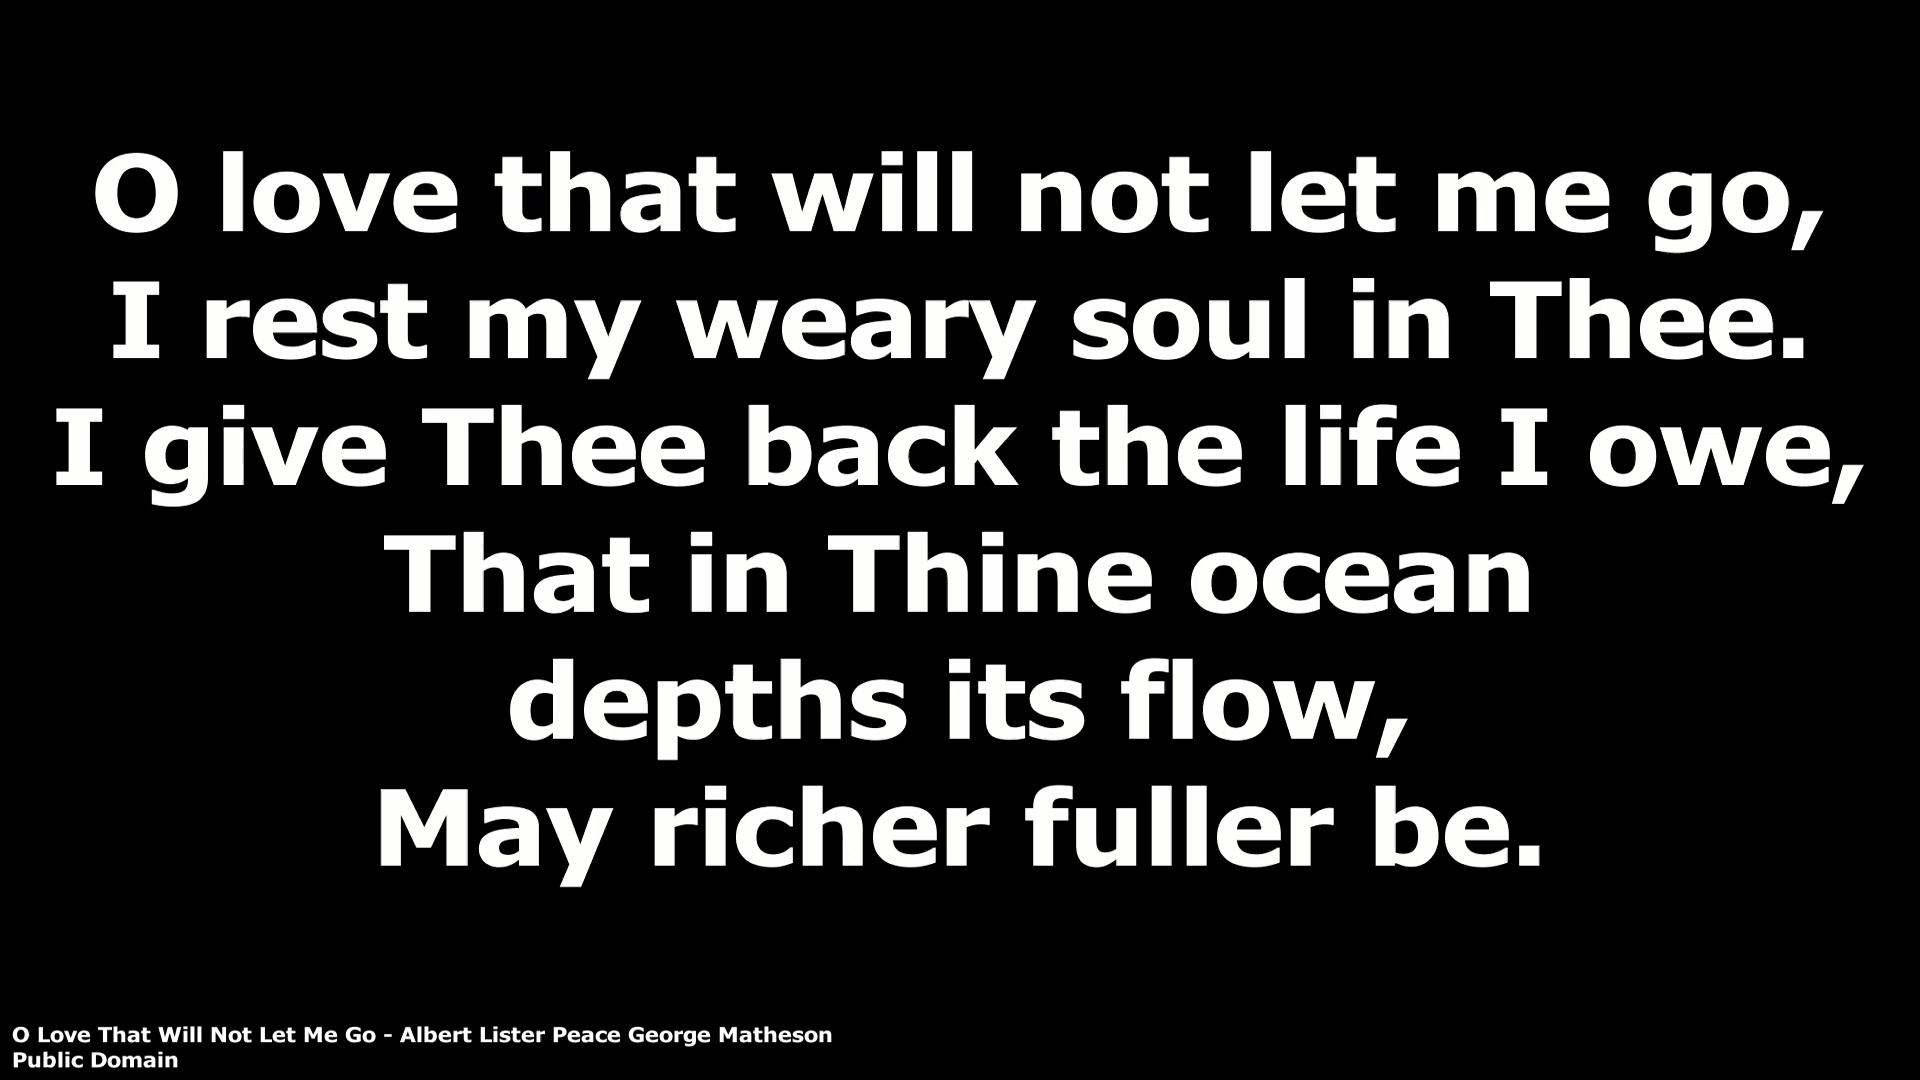 O love that will not let me go,
I rest my weary soul in Thee.
I give Thee back the life I owe,
That in Thine ocean
depths its flow,
May richer fuller be.
O Love That Will Not Let Me Go - Albert Lister Peace George Matheson
Public Domain